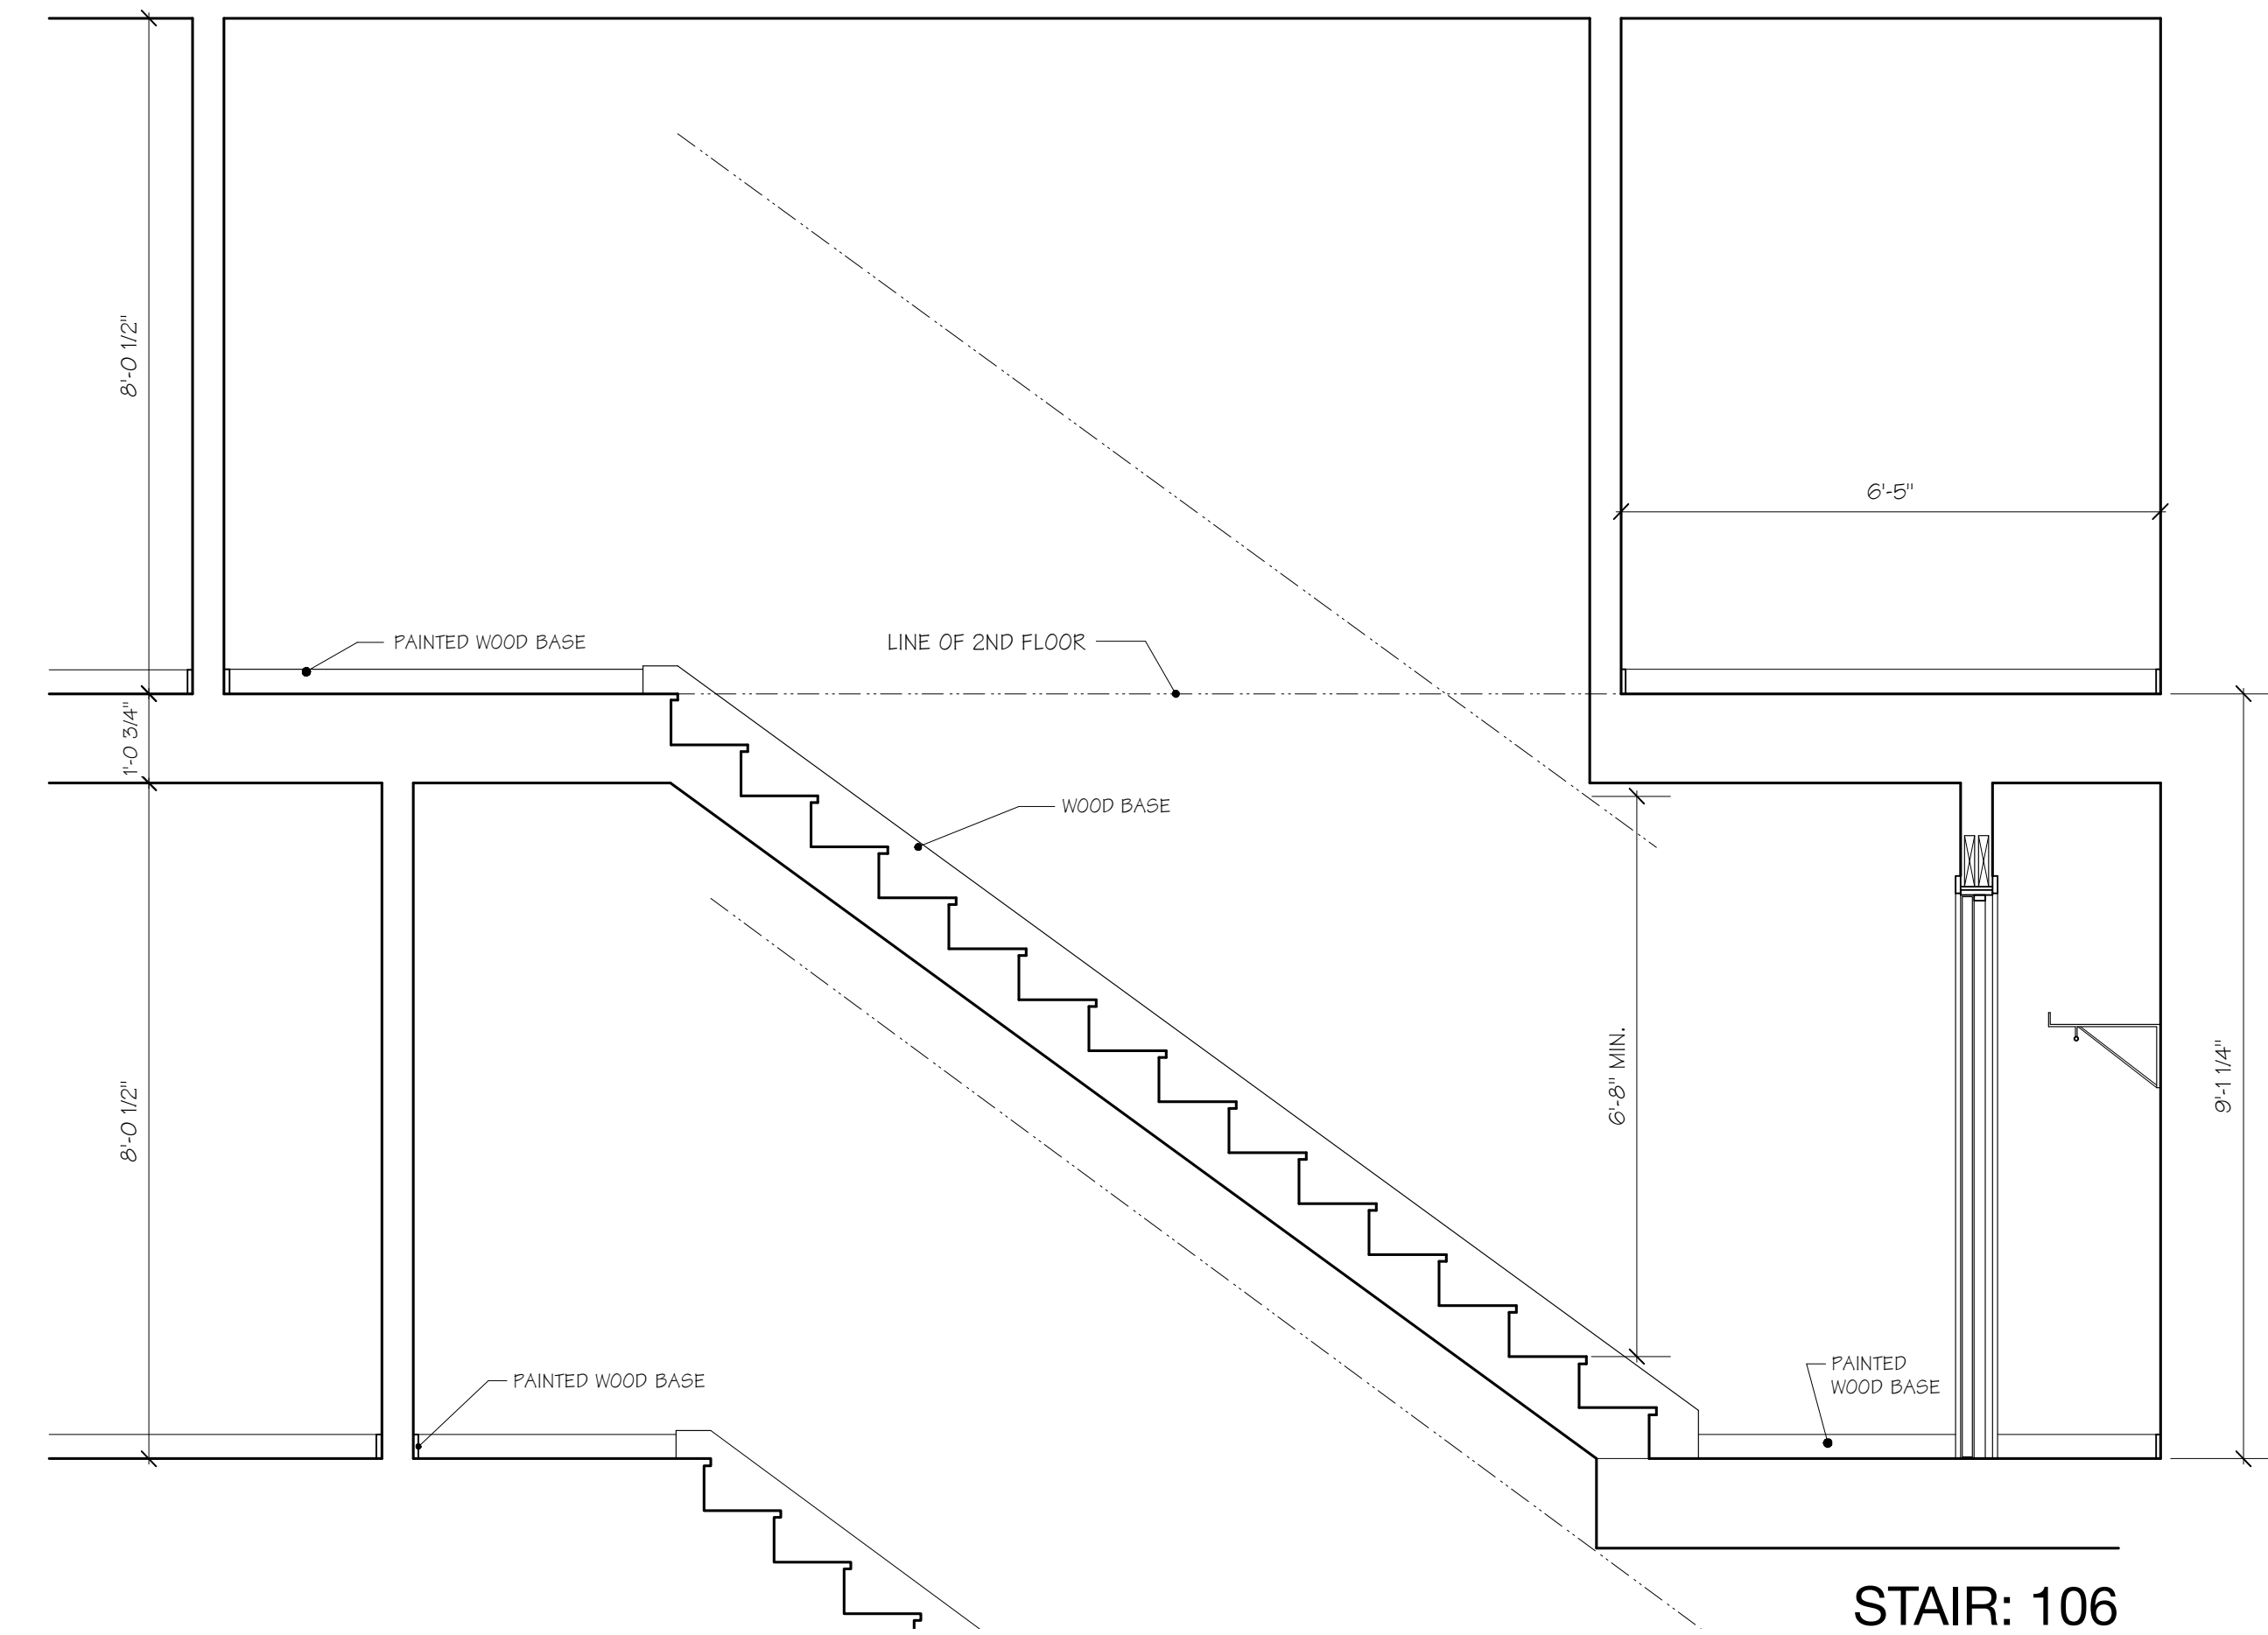 8'-0 1/2"
6'-5"
PAINTED WOOD BASE
LINE OF 2ND FLOOR
1'-0 3/4"
WOOD BASE
8'-0 1/2"
6'-8" MIN.
9'-1 1/4"
PAINTED WOOD BASE
PAINTED
WOOD BASE
STAIR: 106